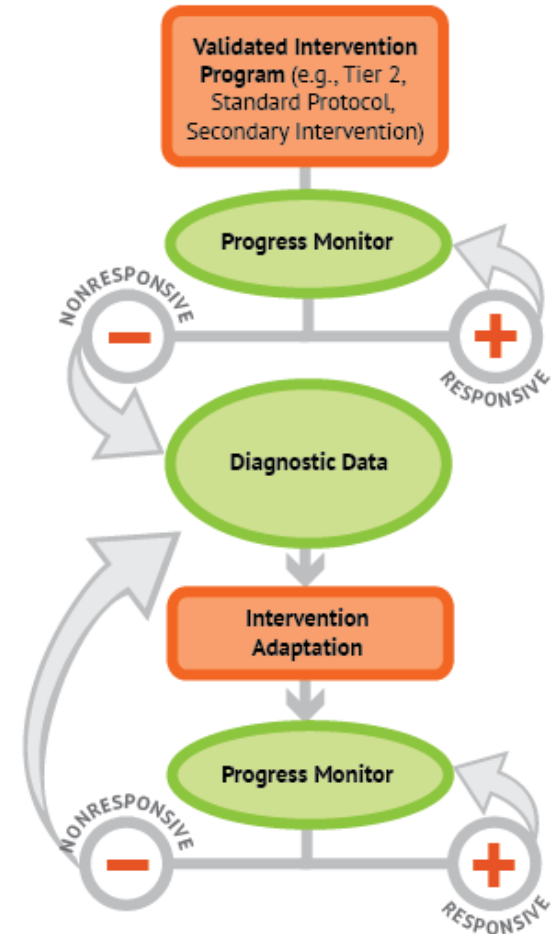 Validated Intervention
Program (e.g., Tier 2,
Standard Protocol,
Secondary Intervention)
Progress Monitor
NONRESPONSIVE
−
+
RESPONSIVE
Diagnostic Data
Intervention
Adaptation
Progress Monitor
NONRESPONSIVE
−
+
RESPONSIVE